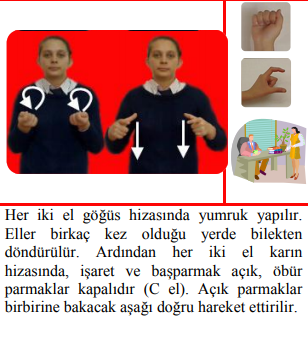 Her iki el göğüs hizasında yumruk yapılır.
Eller birkaç kez olduğu yerde bilekten
döndürülür. Ardından her iki el karın
hizasında, işaret ve başparmak açık, öbür
parmaklar kapalıdır (C el). Açık parmaklar
birbirine bakacak aşağı doğru hareket ettirilir.